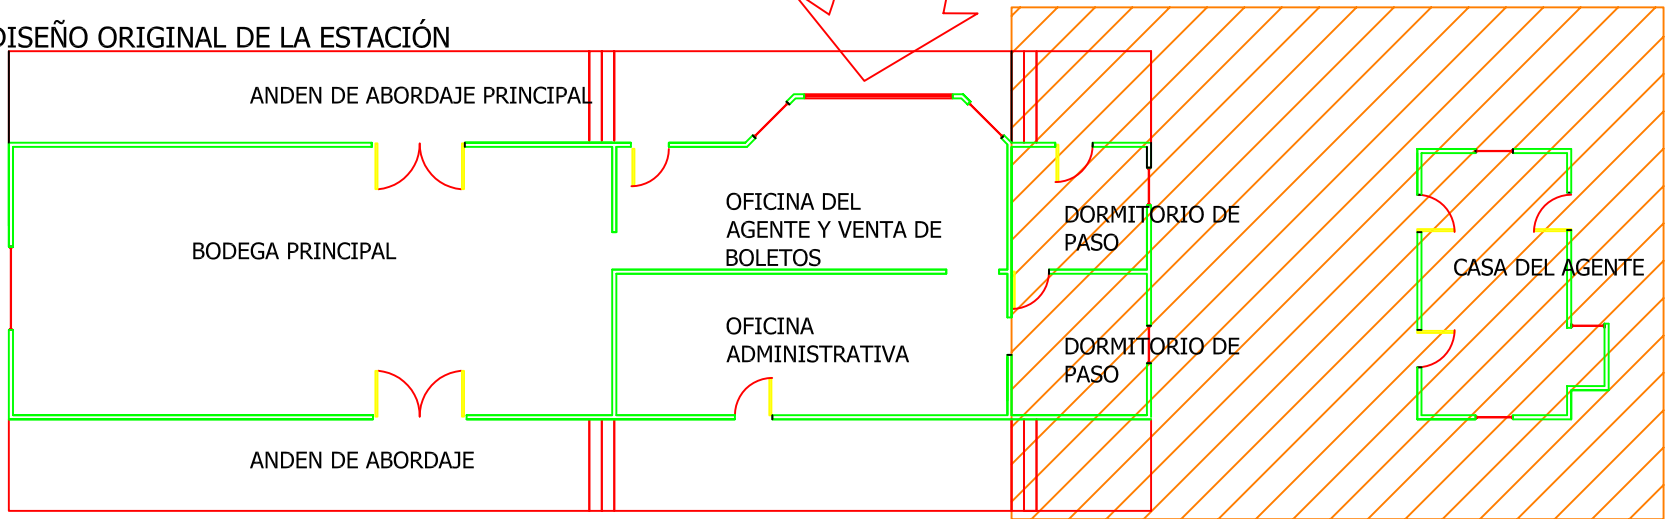 DISEÑO ORIGINAL DE LA ESTACIÓN
ANDEN DE ABORDAJE PRINCIPAL
BODEGA PRINCIPAL
OFICINA DEL
AGENTE Y VENTA DE
BOLETOS
DORMITORIO DE
PASO
CASA DEL AGENTE
OFICINA
ADMINISTRATIVA
DORMITORIO DE
PASO
ANDEN DE ABORDAJE